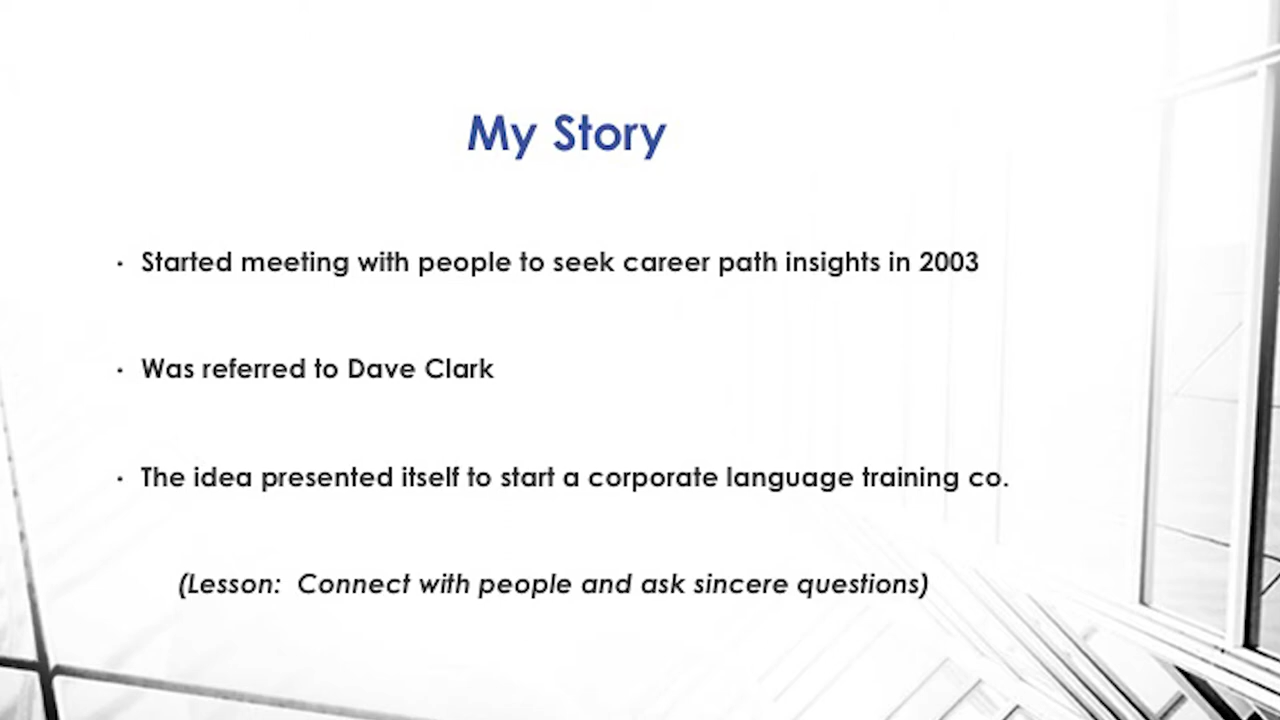 My Story
· Started meeting with people to seek career path insights in 2003
· Was referred to Dave Clark
· The idea presented itself to start a corporate language training co.
(Lesson:  Connect with people and ask sincere questions)